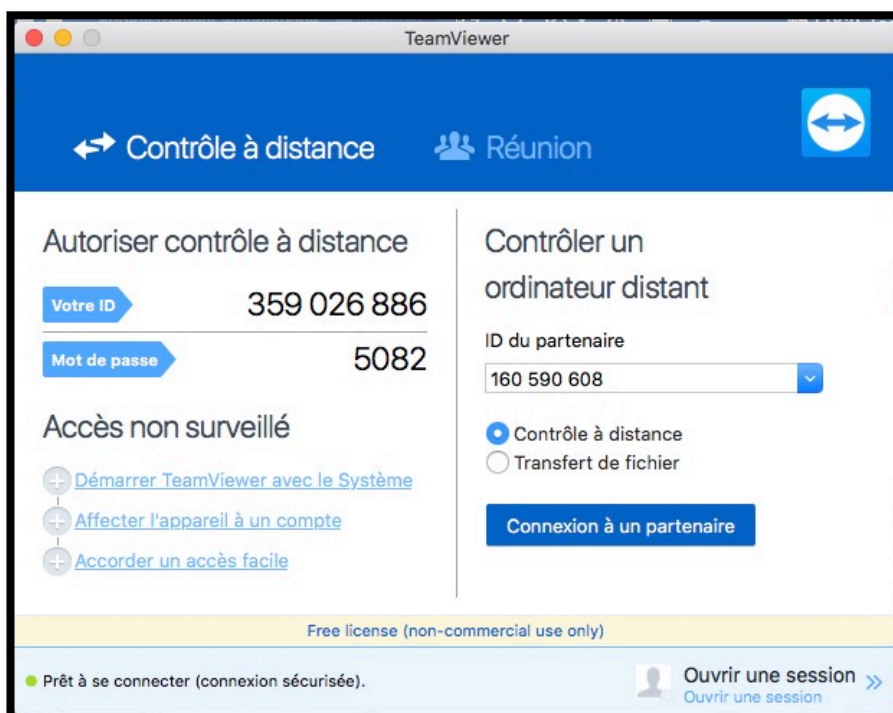 TeamViewer
Contrôle à distance
Réunion
Autoriser contrôle à distance
Votre ID 359 026 886
Mot de passe 5082
Accès non surveillé
Démarrer TeamViewer avec le Système
Affecter l'appareil à un compte
Accorder un accès facile
Contrôler un
ordinateur distant
ID du partenaire
160 590 608
Contrôle à distance
Transfert de fichier
Connexion à un partenaire
Free license (non-commercial use only)
Prêt à se connecter (connexion sécurisée).
Ouvrir une session
Ouvrir une session